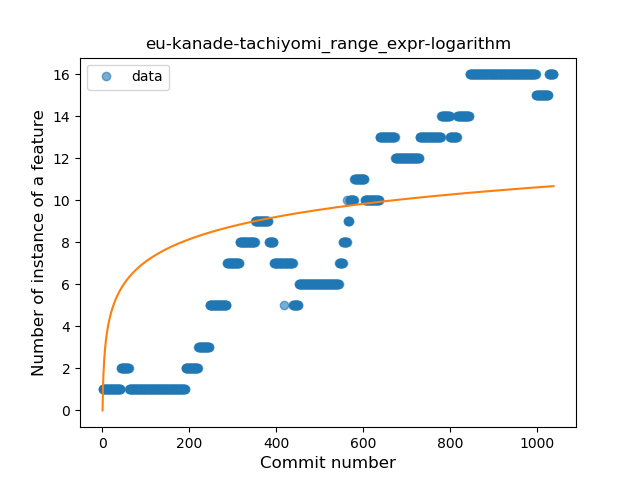 eu-kanade-tachiyomi_range_expr-logarithm
data
Number of instance of a feature
16
14
12
10
8
6
4
2
0
0 200 400 600 800 1000
Commit number